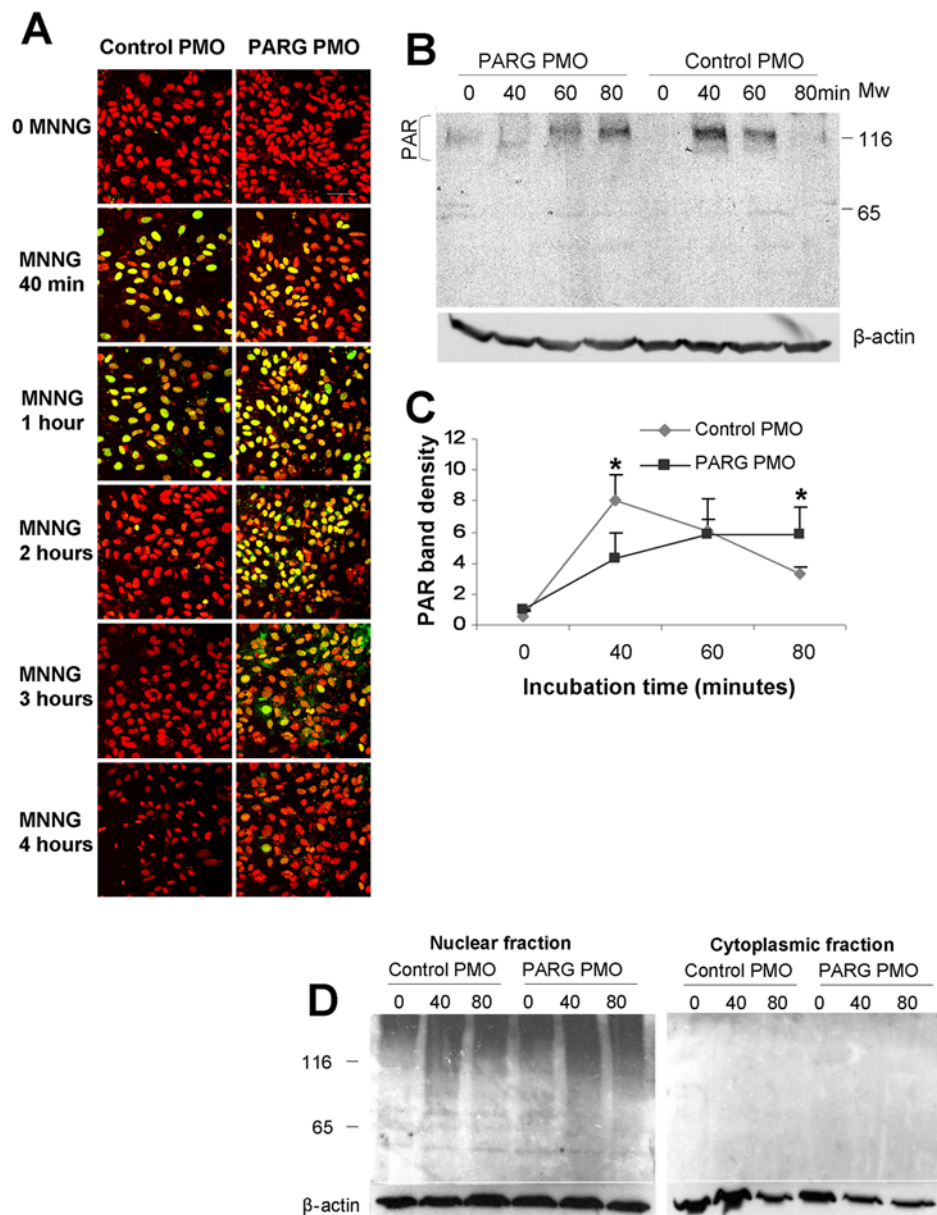 A
Control PMO PARG PMO
0 MNNG
MNNG
40 min
MNNG
1 hour
MNNG
2 hours
MNNG
3 hours
MNNG
4 hours
B
PARG PMO Control PMO
0 40 60 80 0 40 60 80min Mw
PAR
116
65
β-actin
C
Control PMO
PARG PMO
12
10
8
6
4
2
0
* *
PAR band density
0 40 60 80
Incubation time (minutes)
D
Nuclear fraction Cytoplasmic fraction
Control PMO PARG PMO Control PMO PARG PMO
0 40 80 0 40 80 0 40 80 0 40 80
116
65
β-actin